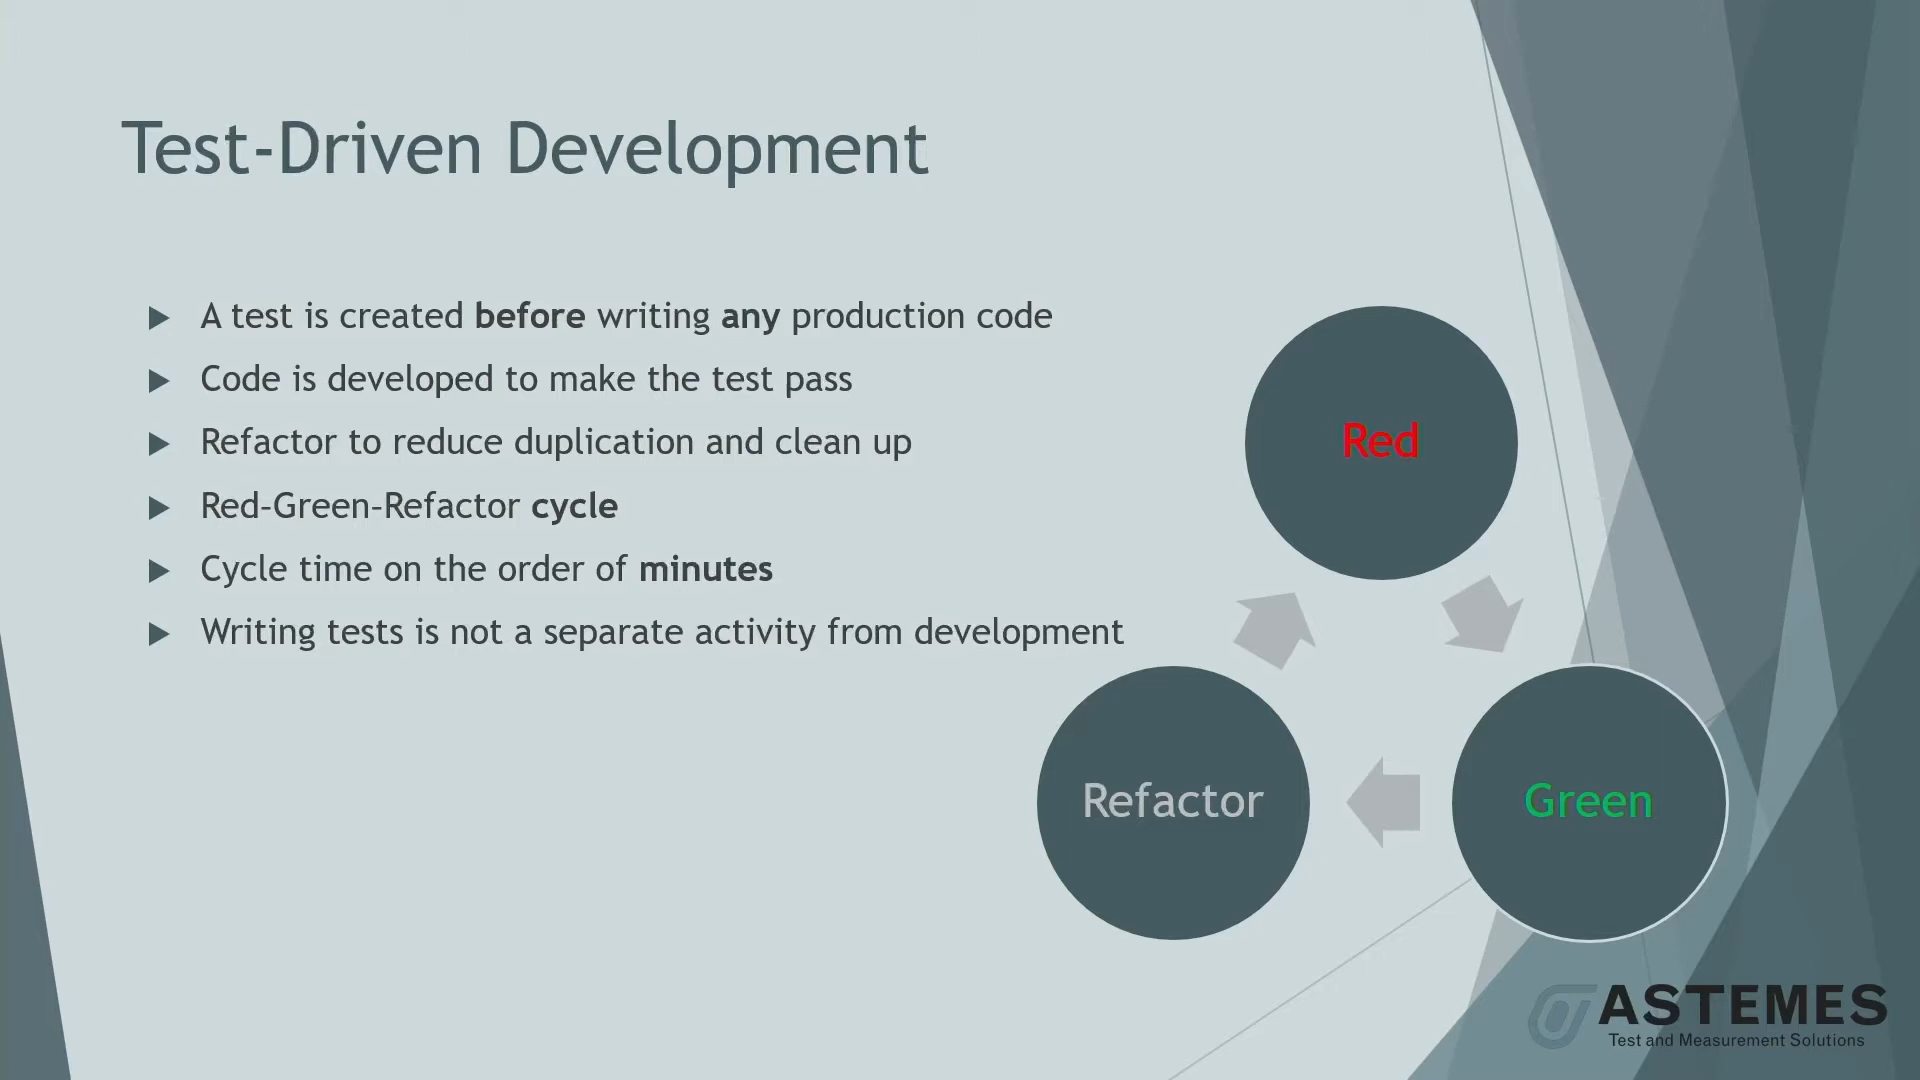 Test-Driven Development
A test is created before writing any production code
Code is developed to make the test pass
Refactor to reduce duplication and clean up
Red-Green-Refactor cycle
Cycle time on the order of minutes
Writing tests is not a separate activity from development
Red
Green
Refactor
ASTEMES
Test and Measurement Solutions